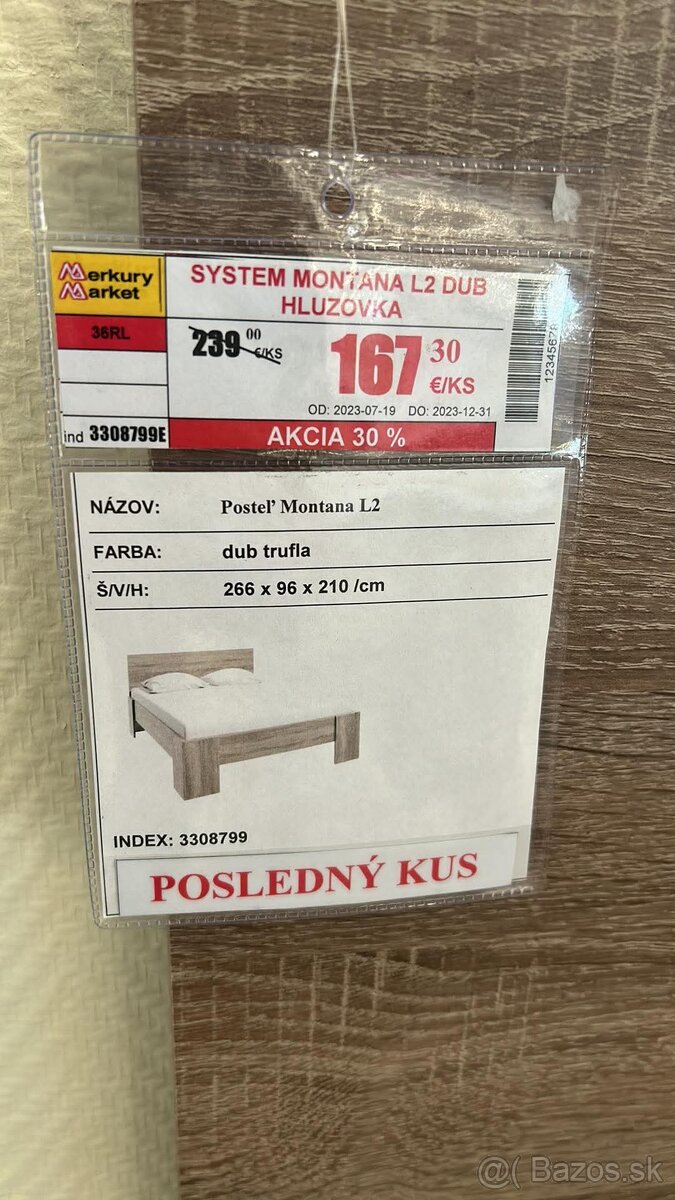 Merkury
Market
SYSTEM MONTANA L2 DUB
HLUZOVKA
36RL
239 00 €/KS
167 30 €/KS
OD: 2023-07-19 DO: 2023-12-31
ind 3308799E
AKCIA 30 %
12345678
NÁZOV: Posteľ Montana L2
FARBA: dub trufla
Š/V/H: 266 x 96 x 210 /cm
INDEX: 3308799
POSLEDNÝ KUS
@( Bazos.sk